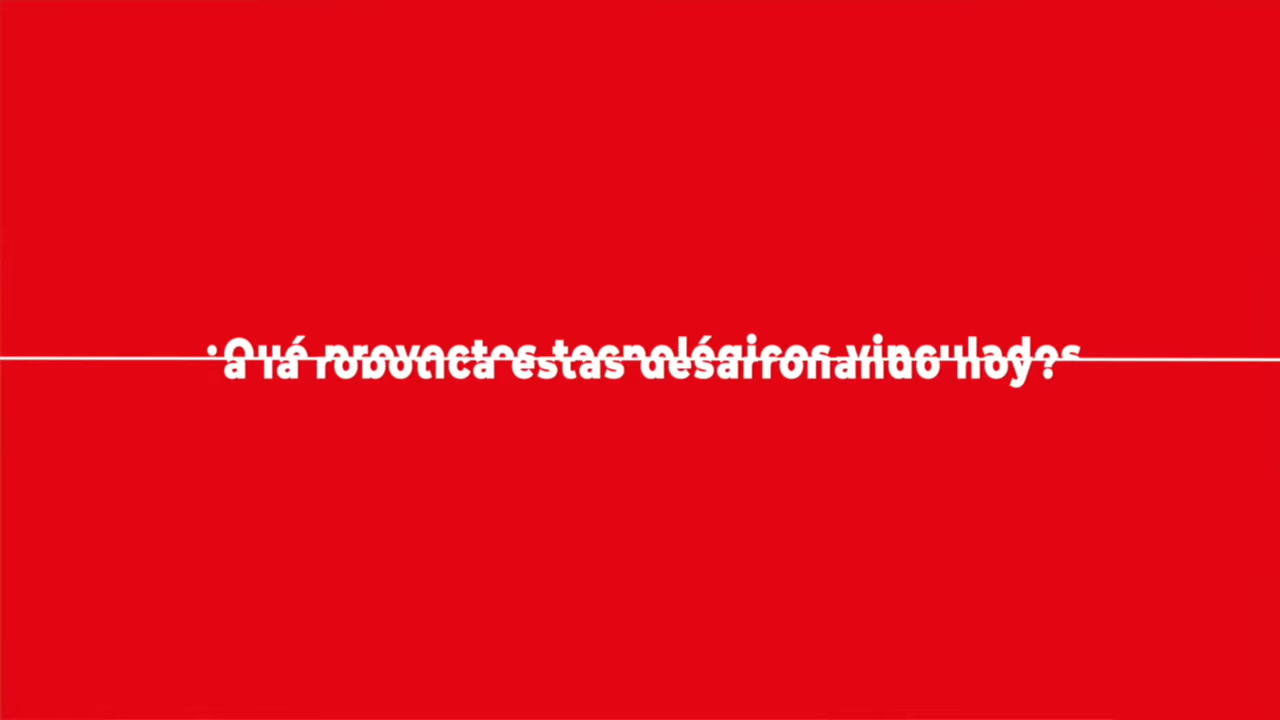 ¿Qué proyectos tecnológicos vinculados
a la robótica estás desarrollando hoy?